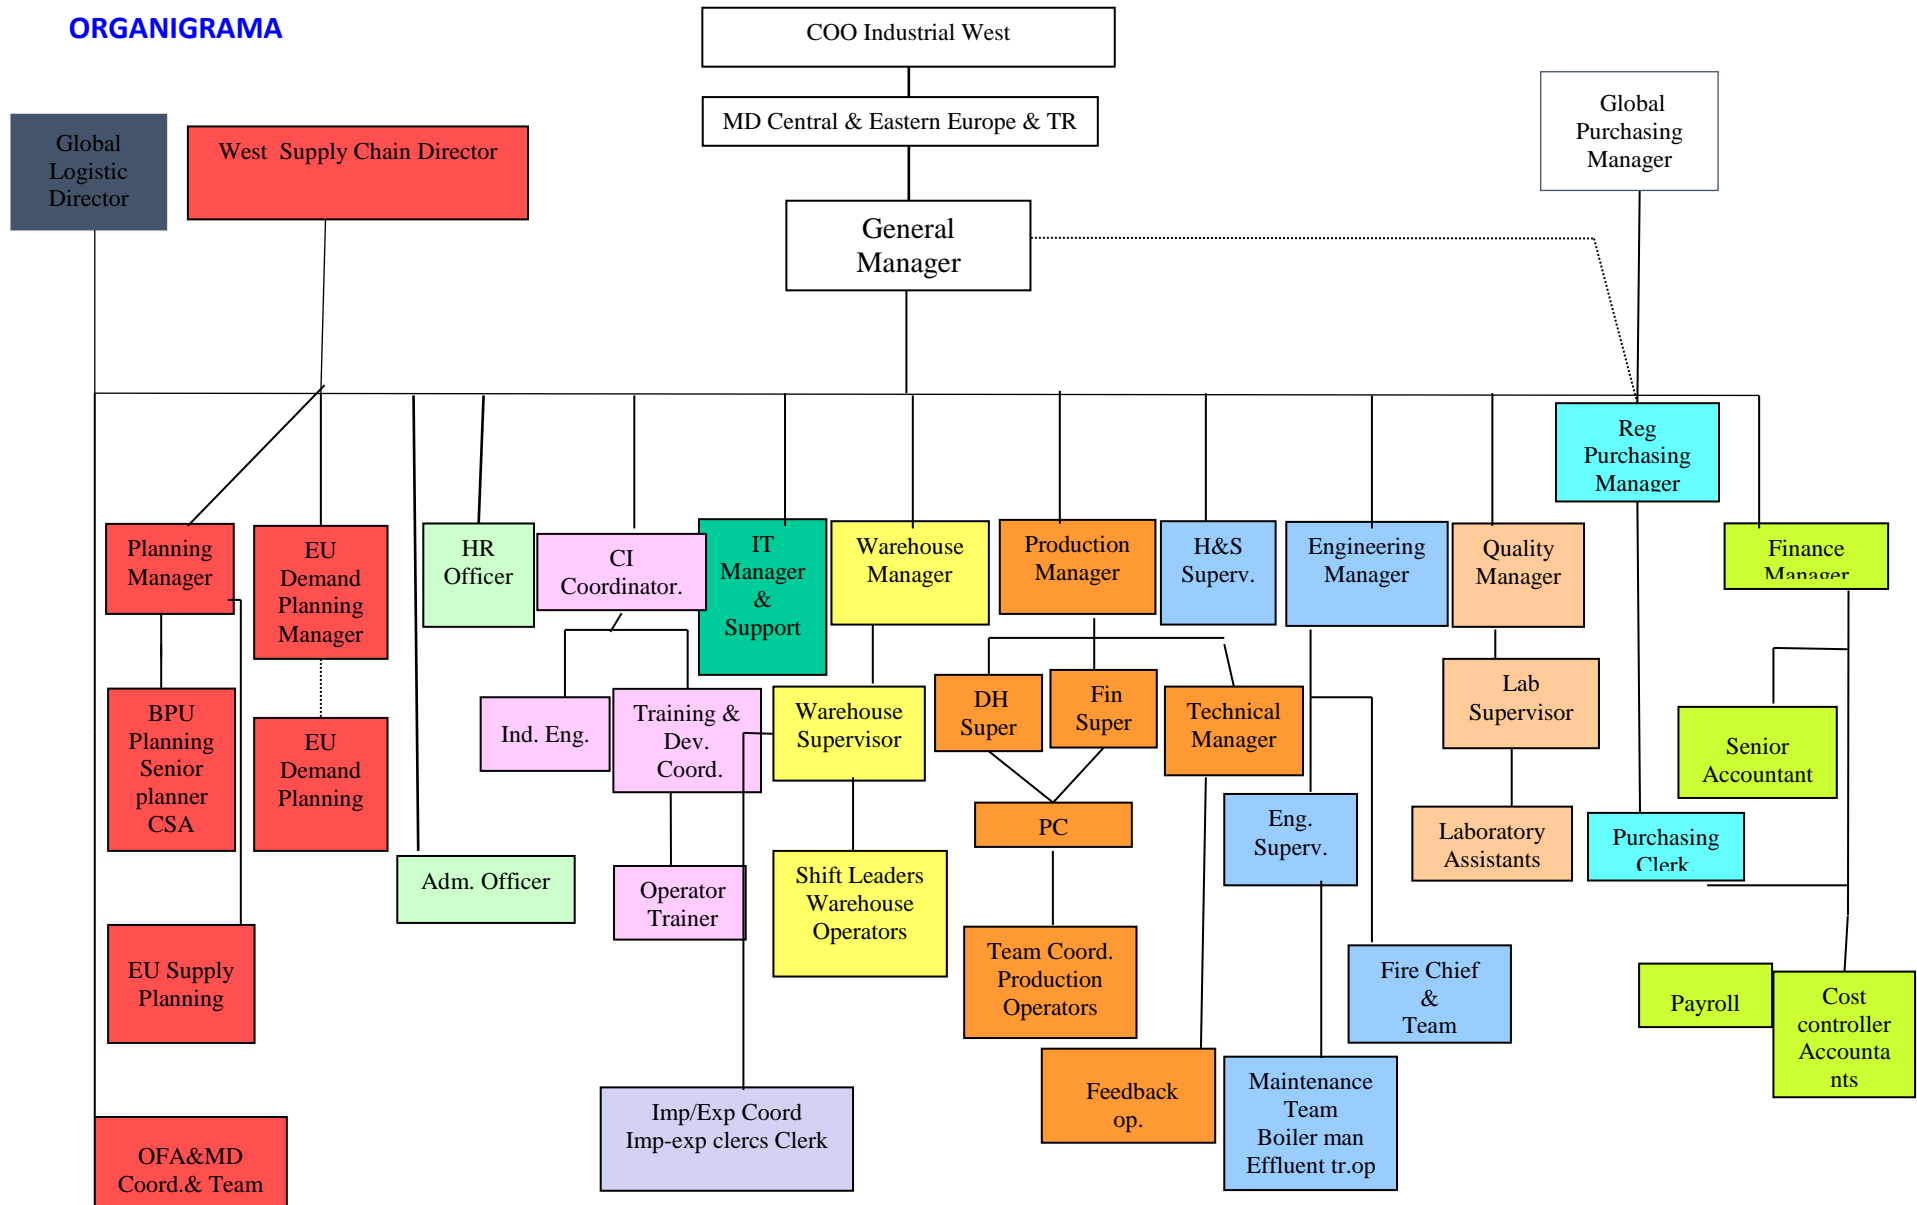 ORGANIGRAMA
COO Industrial West
MD Central & Eastern Europe & TR
Global
Purchasing
Manager
Global
Logistic
Director
West  Supply Chain Director
General
Manager
Reg
Purchasing
Manager
Planning
Manager
EU
Demand
Planning
Manager
HR
Officer
CI
Coordinator.
IT
Manager
&
Support
Warehouse
Manager
Production
Manager
H&S
Superv.
Engineering
Manager
Quality
Manager
Finance
Manager
BPU
Planning
Senior
planner
CSA
EU
Demand
Planning
Ind. Eng.
Training &
Dev.
Coord.
Warehouse
Supervisor
DH
Super
Fin
Super
Technical
Manager
Lab
Supervisor
Senior
Accountant
PC
Eng.
Superv.
Laboratory
Assistants
Purchasing
Clerk
Adm. Officer
Operator
Trainer
Shift Leaders
Warehouse
Operators
EU Supply
Planning
Team Coord.
Production
Operators
Fire Chief
&
Team
Payroll
Cost
controller
Accounta
nts
Feedback
op.
Maintenance
Team
Boiler man
Effluent tr.op
Imp/Exp Coord
Imp-exp clercs Clerk
OFA&MD
Coord.& Team